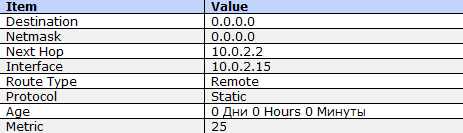 Item Value
Destination 0.0.0.0
Netmask 0.0.0.0
Next Hop 10.0.2.2
Interface 10.0.2.15
Route Type Remote
Protocol Static
Age 0 Дни 0 Hours 0 Минуты
Metric 25